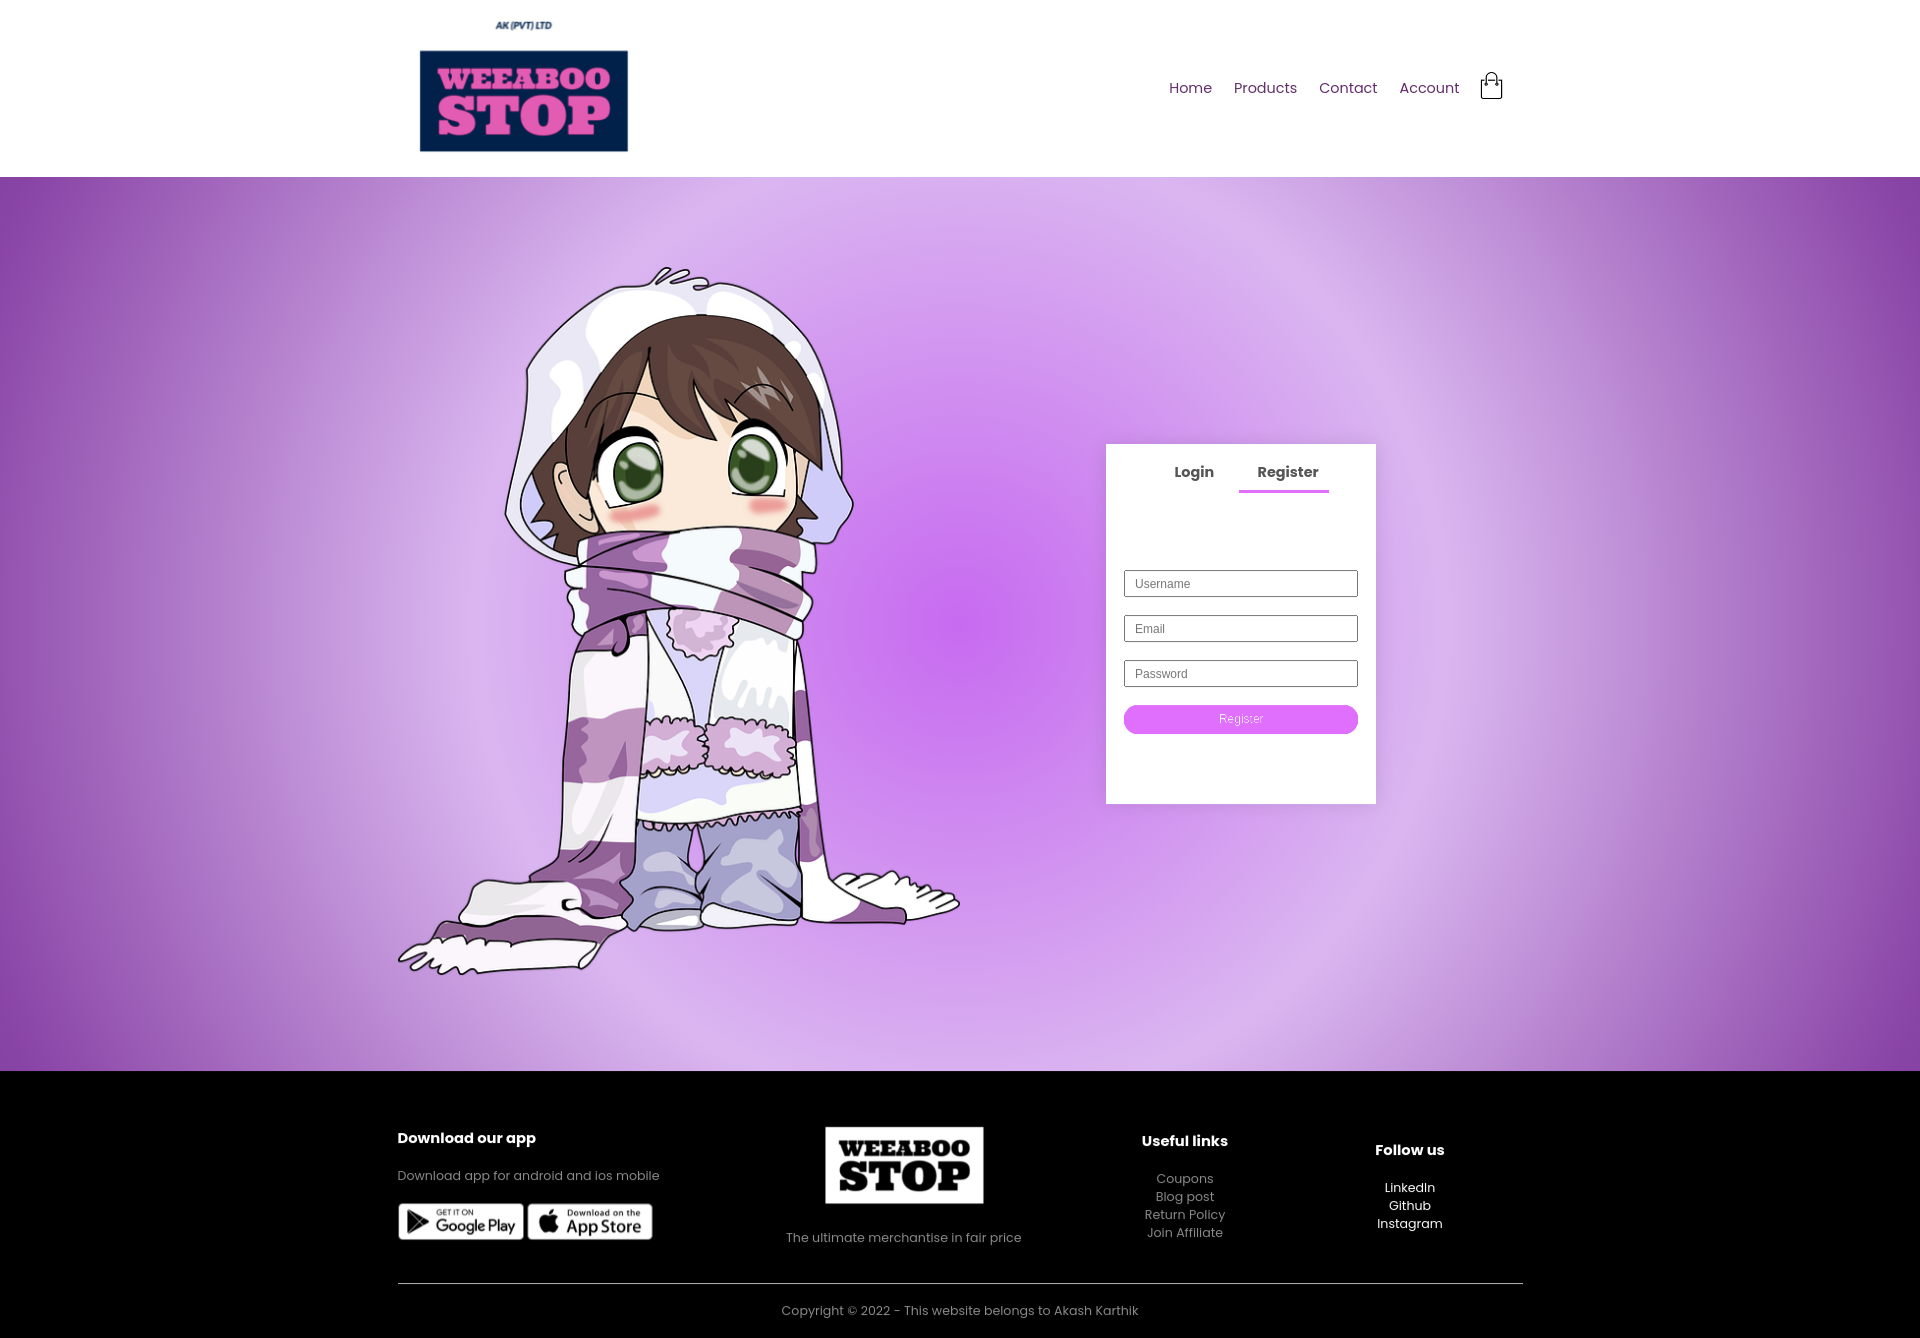 AK (PVT) LTD
WEEABOO
STOP
Home Products Contact Account
Login Register
Username
Email
Password
Register
Download our app
Download app for android and ios mobile
GET IT ON
Google Play
Download on the
App Store
WEEABOO
STOP
The ultimate merchantise in fair price
Useful links
Coupons
Blog post
Return Policy
Join Affiliate
Follow us
LinkedIn
Github
Instagram
Copyright © 2022 - This website belongs to Akash Karthik